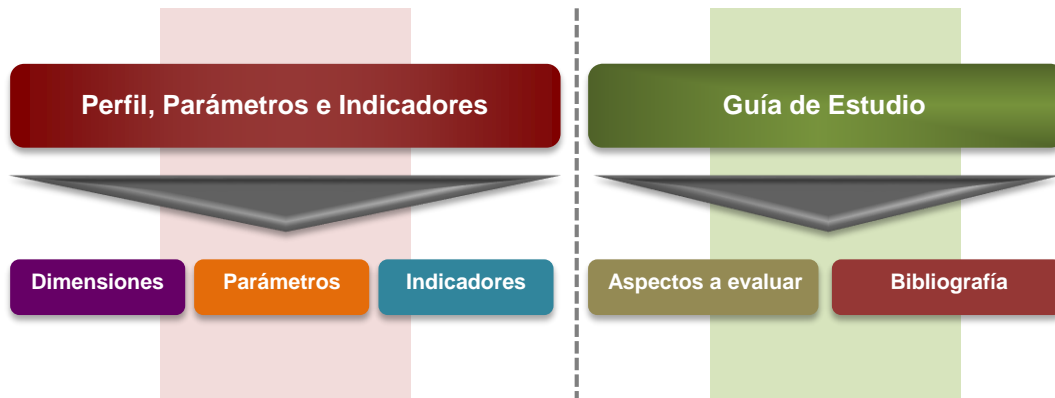 Perfil, Parámetros e Indicadores
Dimensiones
Parámetros
Indicadores
Guía de Estudio
Aspectos a evaluar
Bibliografía